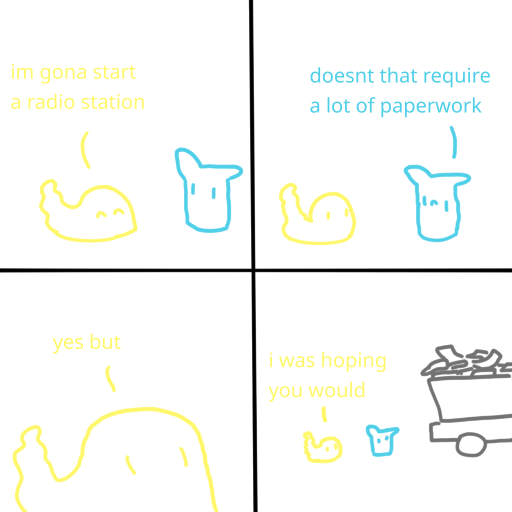 im gona start
a radio station
doesnt that require
a lot of paperwork
yes but
i was hoping
you would